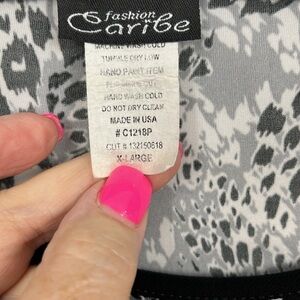 fashion
Caribe
MACHINE WASH COLD
TUMBLE DRY LOW
HAND PAINT ITEM
HAND WASH COLD
DO NOT DRY CLEAN
MADE IN USA
# C1218P
CUT # 132150618
X-LARGE